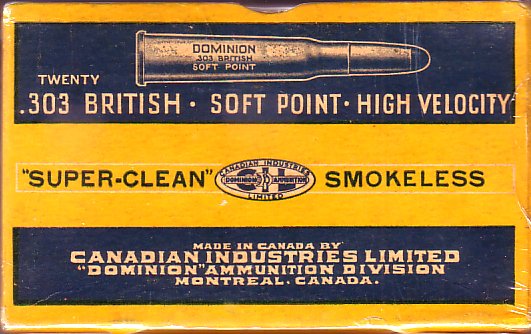 DOMINION
.303 BRITISH
SOFT POINT
TWENTY
.303 BRITISH · SOFT POINT · HIGH VELOCITY
"SUPER-CLEAN" SMOKELESS
CANADIAN INDUSTRIES
DOMINION AMMUNITION
LIMITED
MADE IN CANADA BY
CANADIAN INDUSTRIES LIMITED
"DOMINION" AMMUNITION DIVISION
MONTREAL. CANADA.